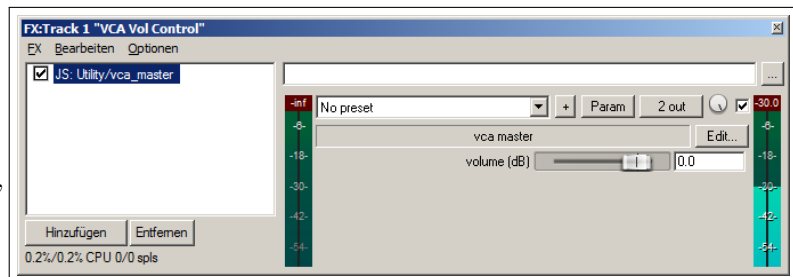 FX:Track 1 "VCA Vol Control"
FX Bearbeiten Optionen
JS: Utility/vca_master
...
-inf No preset + Param 2 out -30.0
-6- -6-
vca master Edit...
-18- volume (dB) 0.0 -18-
-30- -30-
-42- -42-
Hinzufügen Entfernen
-54- -54-
0.2%/0.2% CPU 0/0 spls